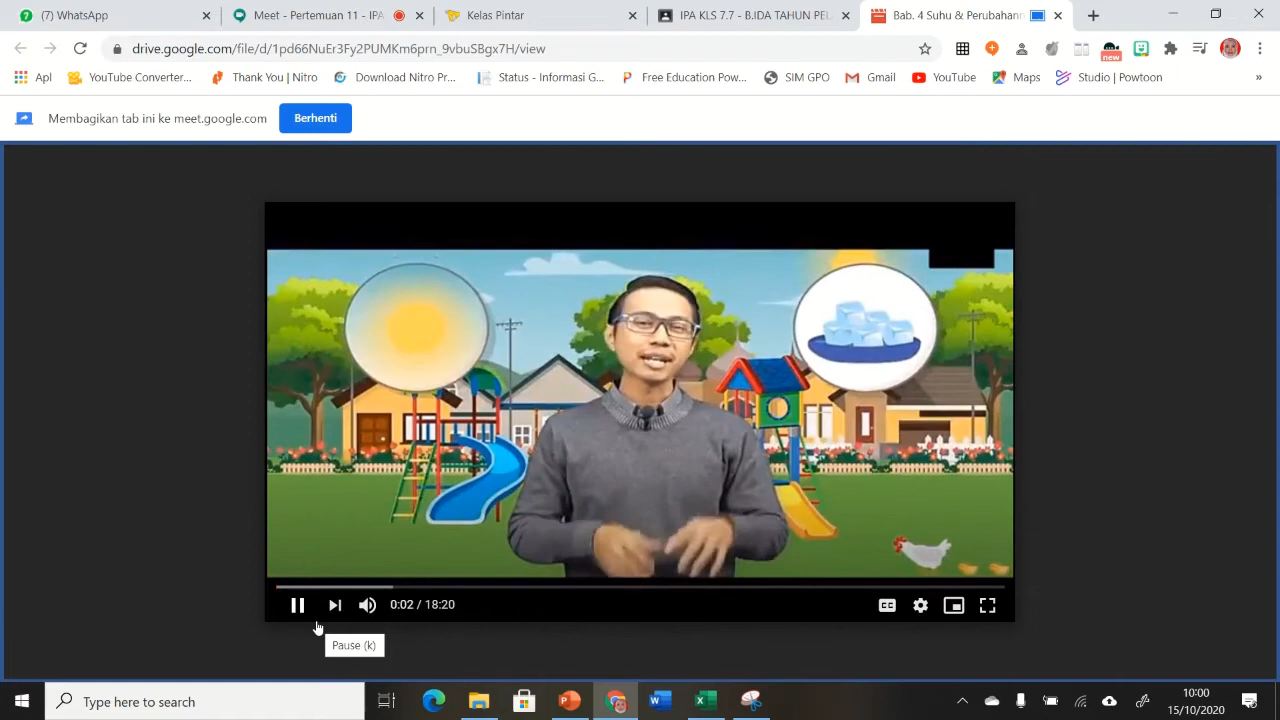 (7) WhatsApp
Meet - Pertemuan 11 - IPA
Kelas Pintar
IPA KLS 7.7 - B.IDA TAHUN PEL
Bab. 4 Suhu & Perubahann
drive.google.com/file/d/1pd66NuEr3Fy2PUMKm6prn_9vbuSBgx7H/view
new
Apl
YouTube Converter...
Thank You | Nitro
Download Nitro Pr...
Status - Informasi G...
Free Education Pow...
SIM GPO
Gmail
YouTube
Maps
Studio | Powtoon
»
Membagikan tab ini ke meet.google.com
Berhenti
0:02 / 18:20
CC
Pause (k)
Type here to search
10:00
15/10/2020